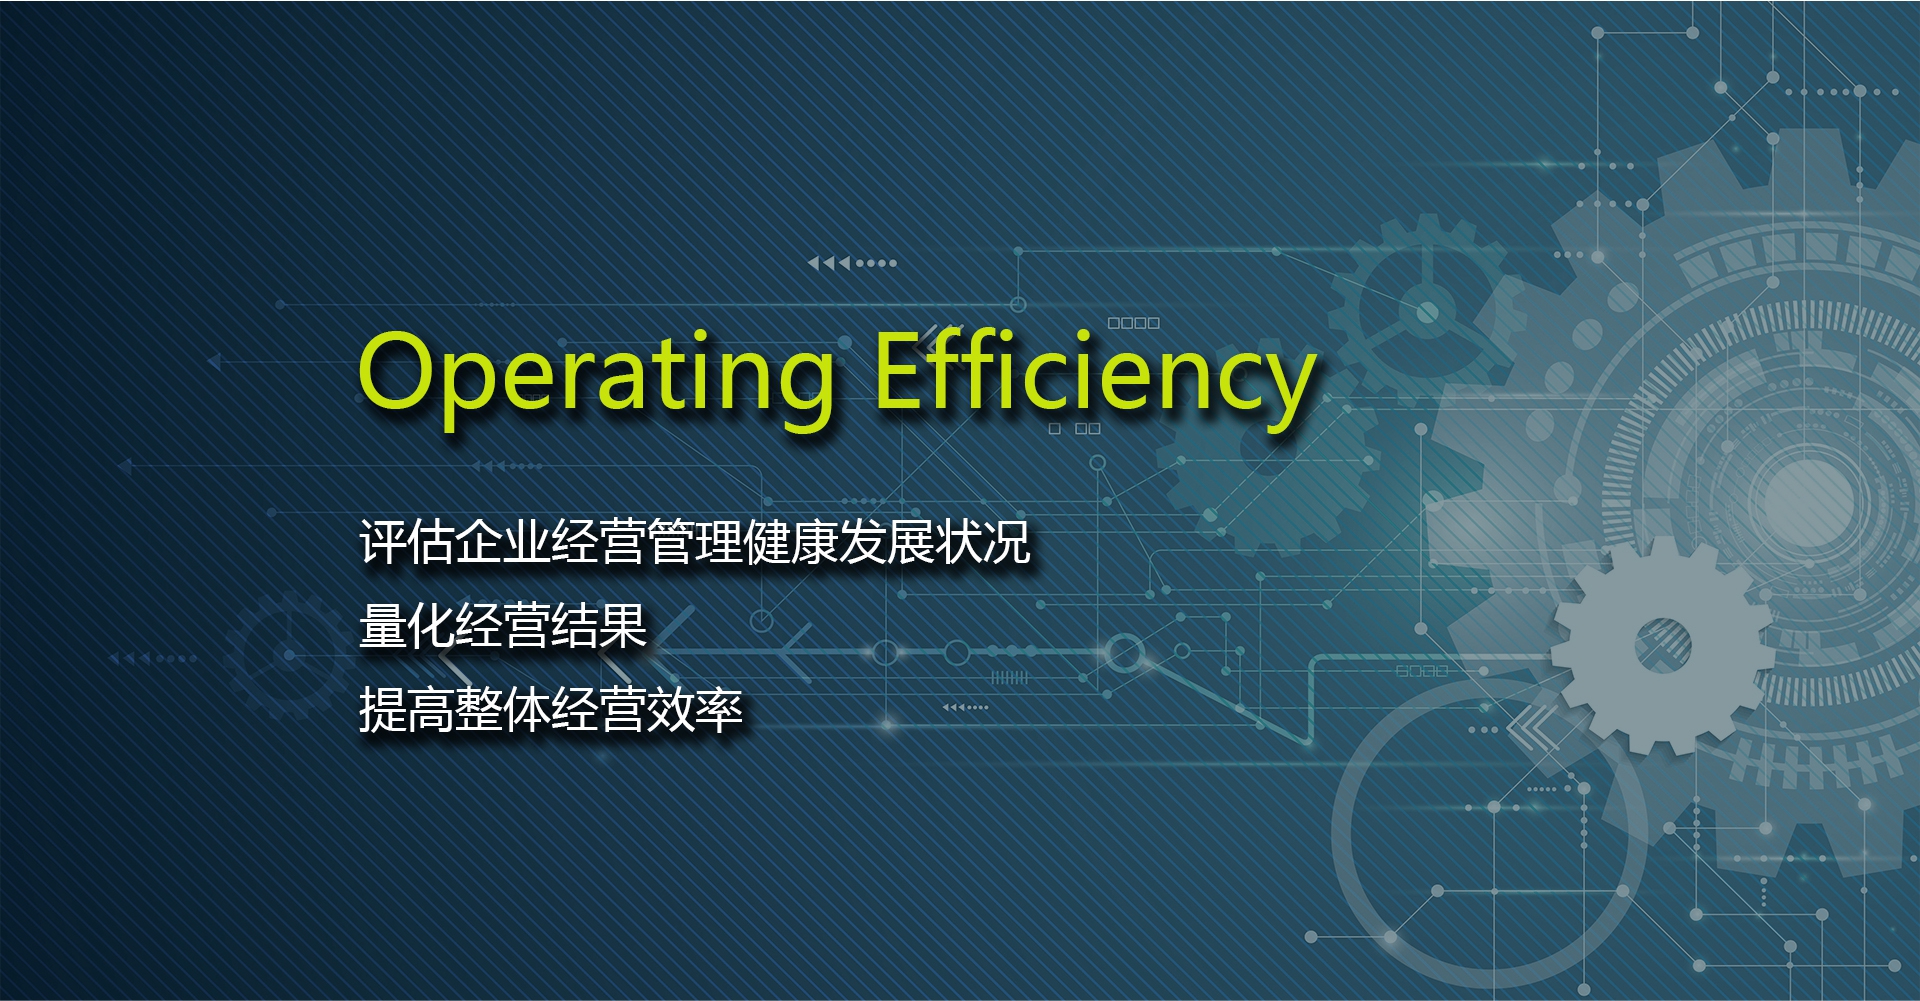 Operating Efficiency
评估企业经营管理健康发展状况
量化经营结果
提高整体经营效率